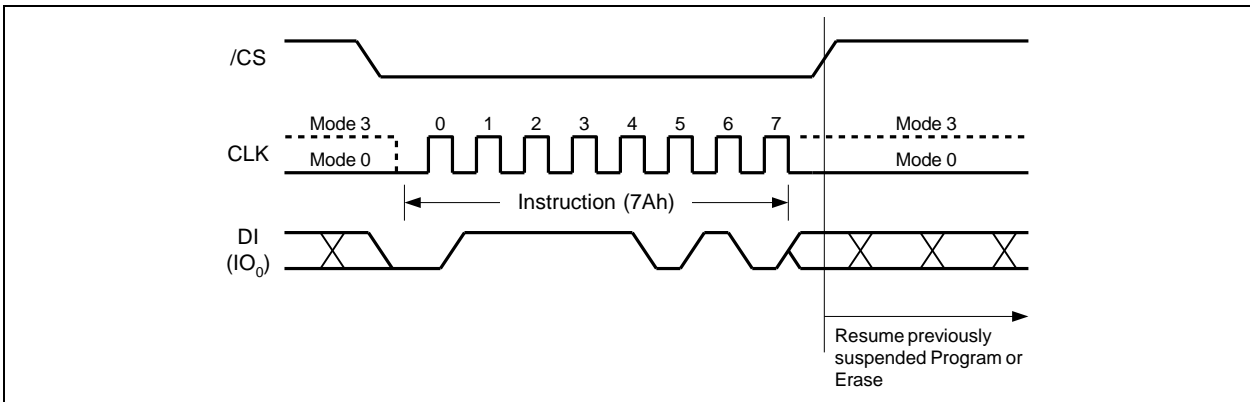 /CS
Mode 3 0 1 2 3 4 5 6 7 Mode 3
CLK
Mode 0 Mode 0
Instruction (7Ah)
DI
(IO0)
Resume previously
suspended Program or
Erase